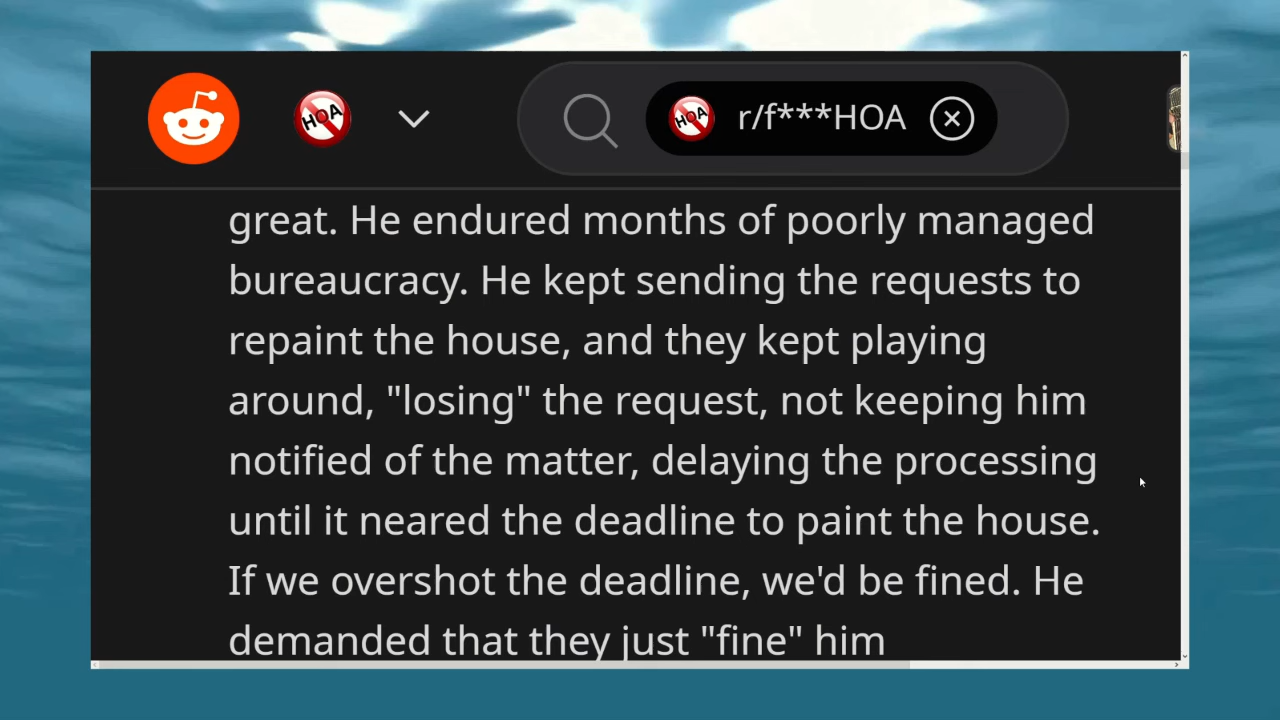 HOA
HOA
r/f***HOA
great. He endured months of poorly managed
bureaucracy. He kept sending the requests to
repaint the house, and they kept playing
around, "losing" the request, not keeping him
notified of the matter, delaying the processing
until it neared the deadline to paint the house.
If we overshot the deadline, we'd be fined. He
demanded that they just "fine" him